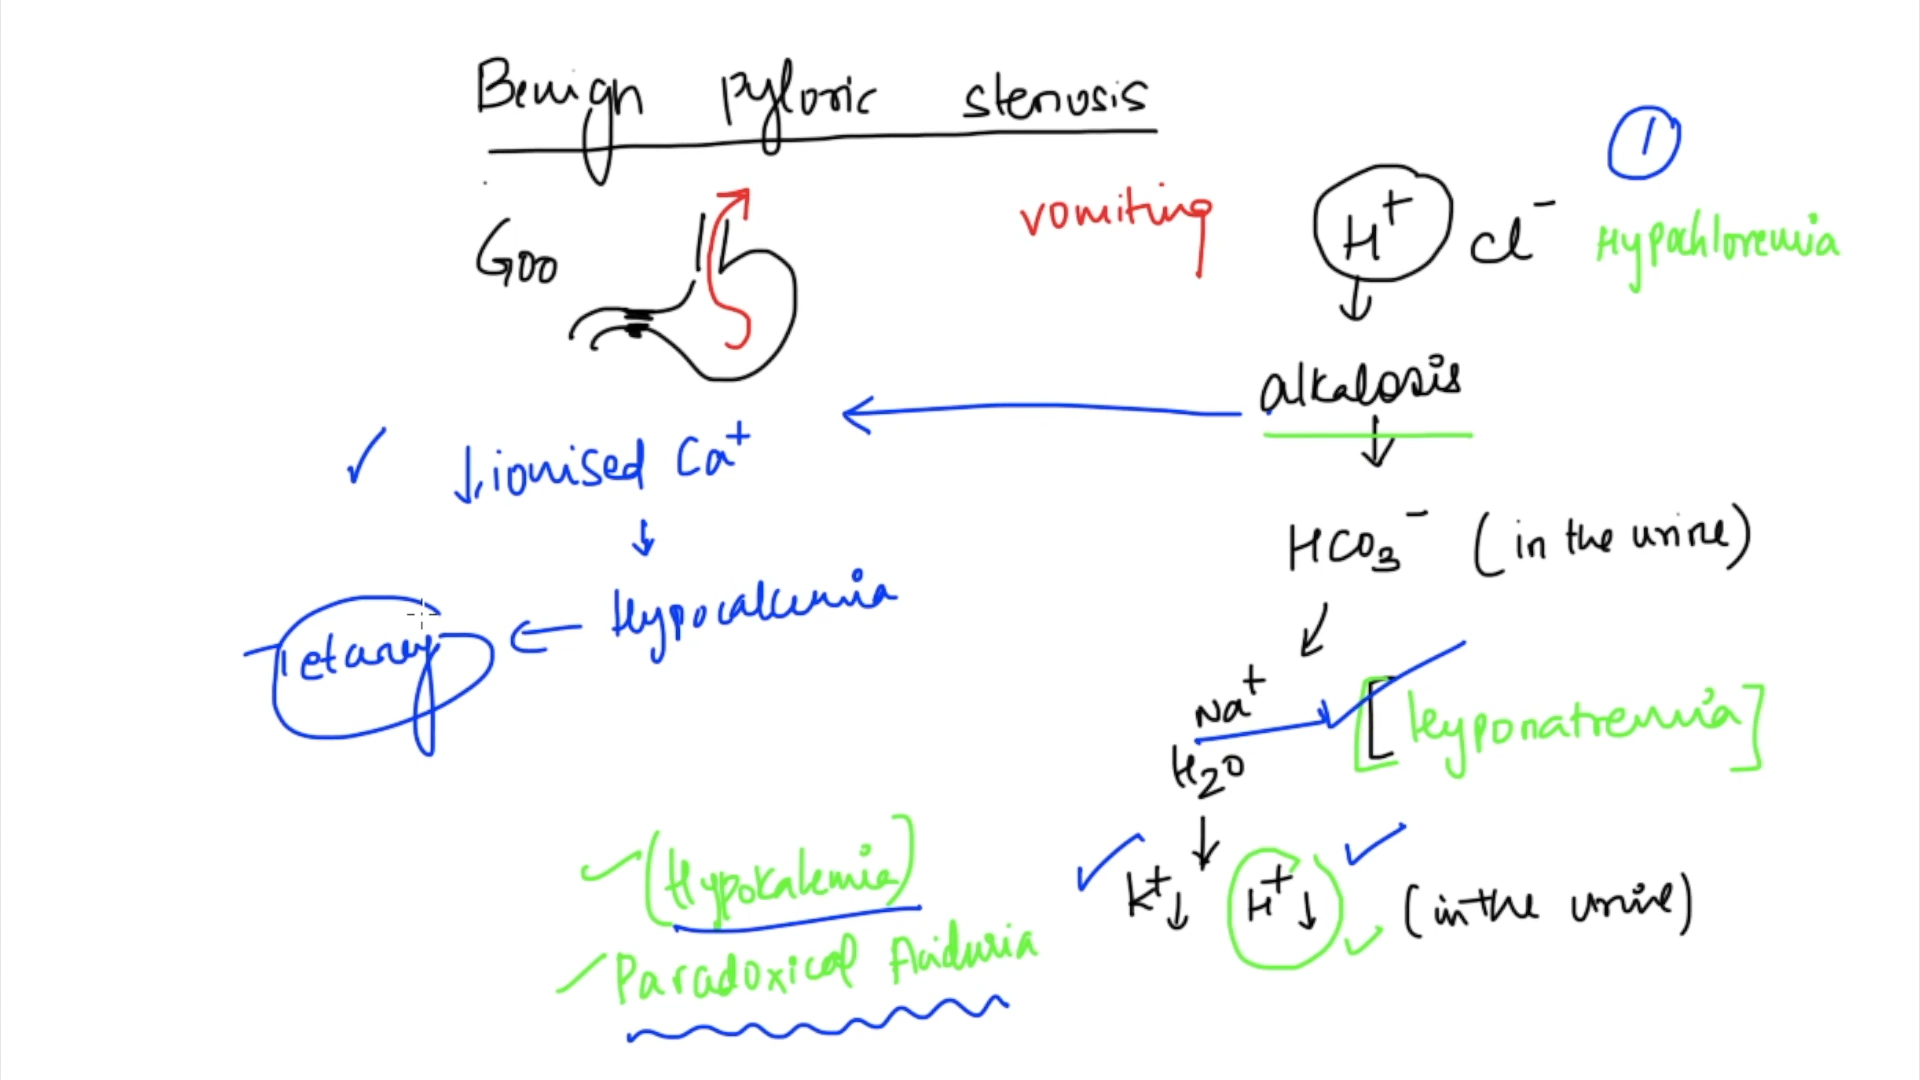 Benign pyloric stenosis
1
GOO
vomiting
H+ Cl-
Hypochloremia
alkalosis
↓ionised Ca+
HCO3- (in the urine)
Hypocalcemia
Tetany
Na+
[Hyponatremia]
H2O
(Hypokalemia)
K+↓ H+↓ (in the urine)
Paradoxical Aciduria